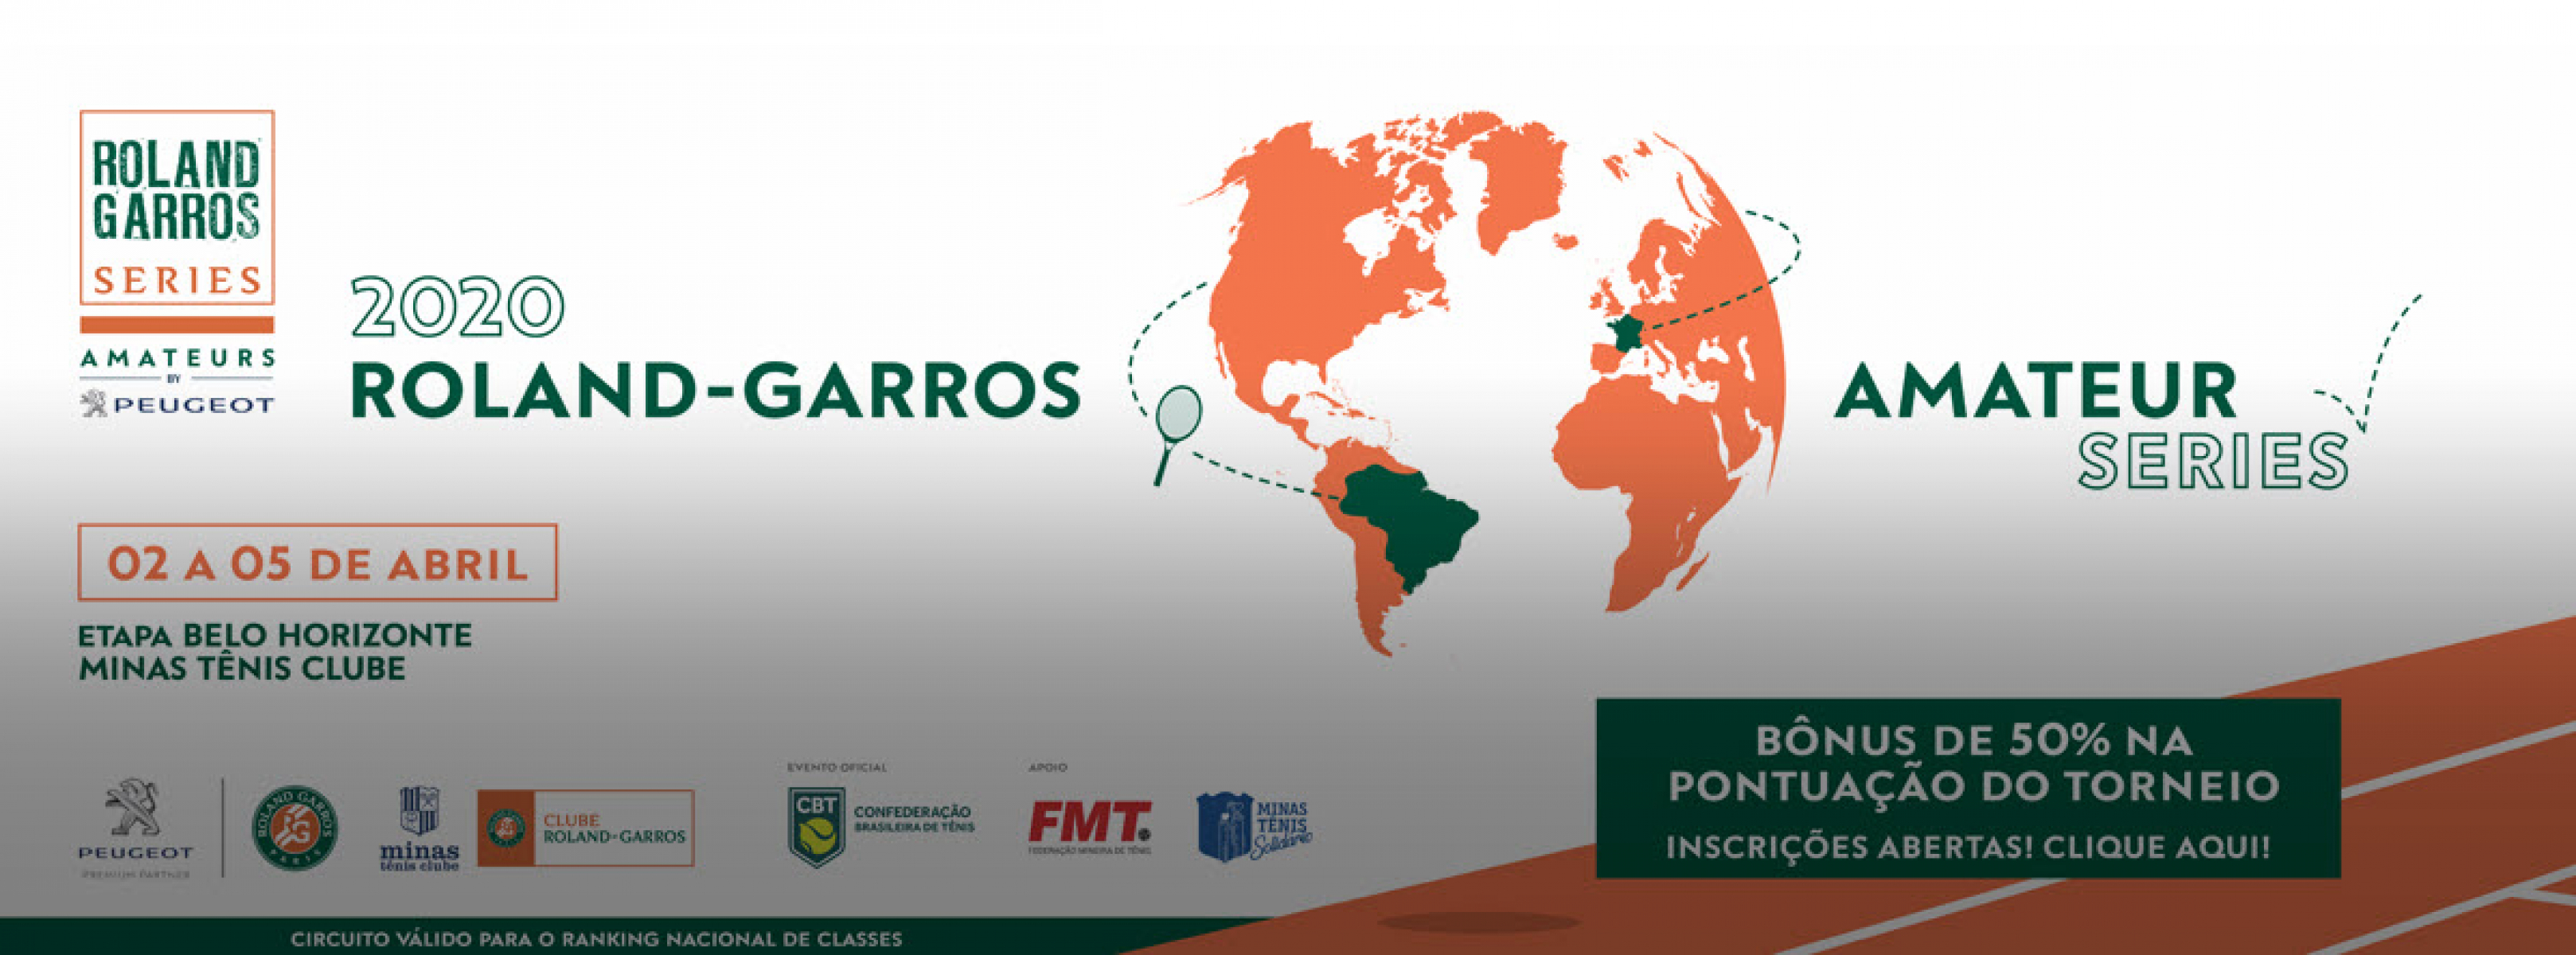 ROLAND
GARROS
SERIES
AMATEURS
BY
PEUGEOT
2020
ROLAND-GARROS
AMATEUR
SERIES
02 A 05 DE ABRIL
ETAPA BELO HORIZONTE
MINAS TÊNIS CLUBE
BÔNUS DE 50% NA
PONTUAÇÃO DO TORNEIO
INSCRIÇÕES ABERTAS! CLIQUE AQUI!
PEUGEOT
PREMIUM PARTNER
ROLAND GARROS
RG
PARIS
minas
tênis clube
CLUBE
ROLAND-GARROS
EVENTO OFICIAL
CBT
CONFEDERAÇÃO
BRASILEIRA DE TÊNIS
APOIO
FMT
FEDERAÇÃO MINEIRA DE TÊNIS
MINAS
TÊNIS
Solidário
CIRCUITO VÁLIDO PARA O RANKING NACIONAL DE CLASSES